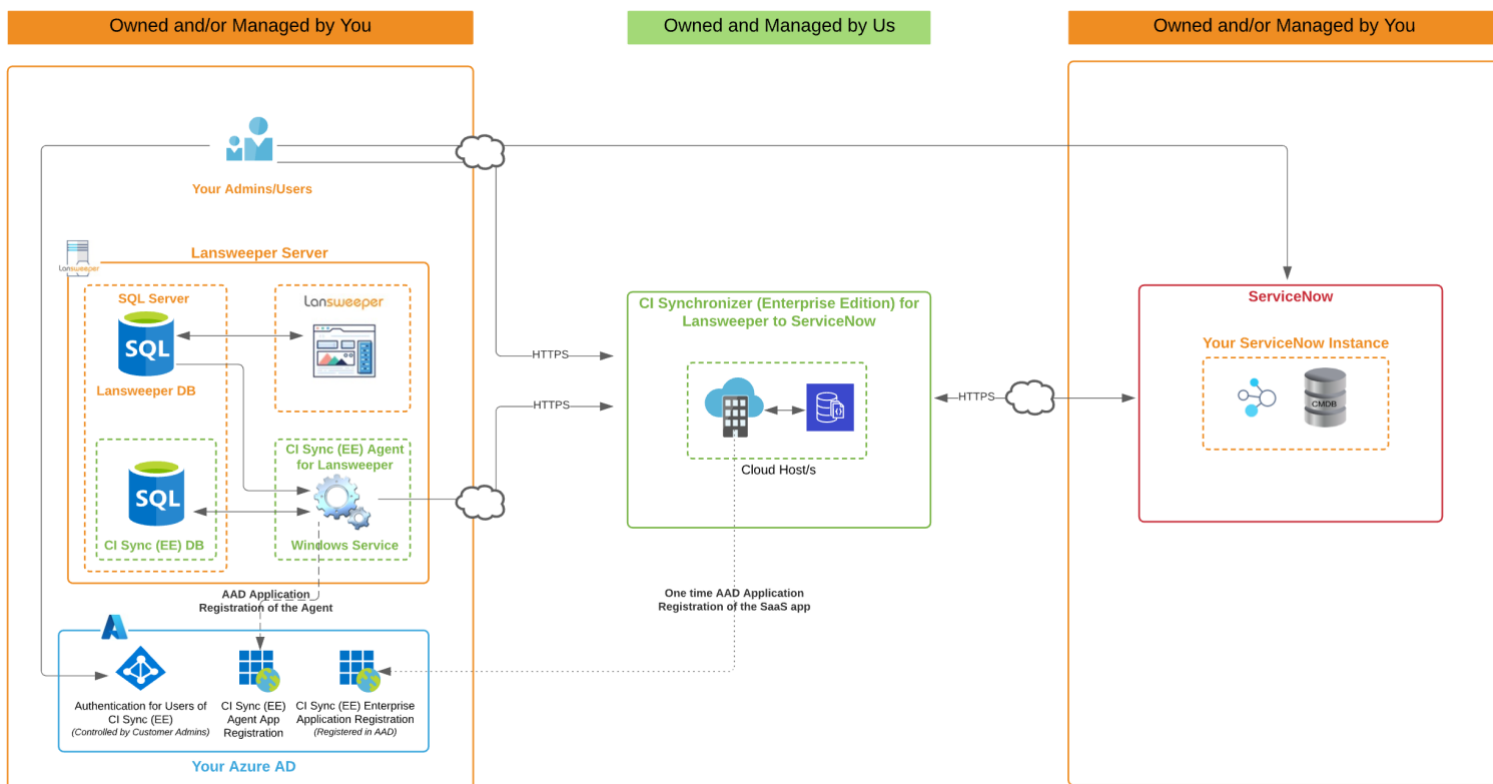 Owned and/or Managed by You
Owned and Managed by Us
Owned and/or Managed by You
Your Admins/Users
Lansweeper Server
Lansweeper
SQL Server
SQL
Lansweeper DB
Lansweeper
CI Sync (EE) Agent
for Lansweeper
Windows Service
SQL
CI Sync (EE) DB
HTTPS
HTTPS
CI Synchronizer (Enterprise Edition) for
Lansweeper to ServiceNow
Cloud Host/s
HTTPS
ServiceNow
Your ServiceNow Instance
CMDB
AAD Application
Registration of the Agent
One time AAD Application
Registration of the SaaS app
Authentication for Users of
CI Sync (EE)
(Controlled by Customer Admins)
CI Sync (EE)
Agent App
Registration
CI Sync (EE) Enterprise
Application Registration
(Registered in AAD)
Your Azure AD